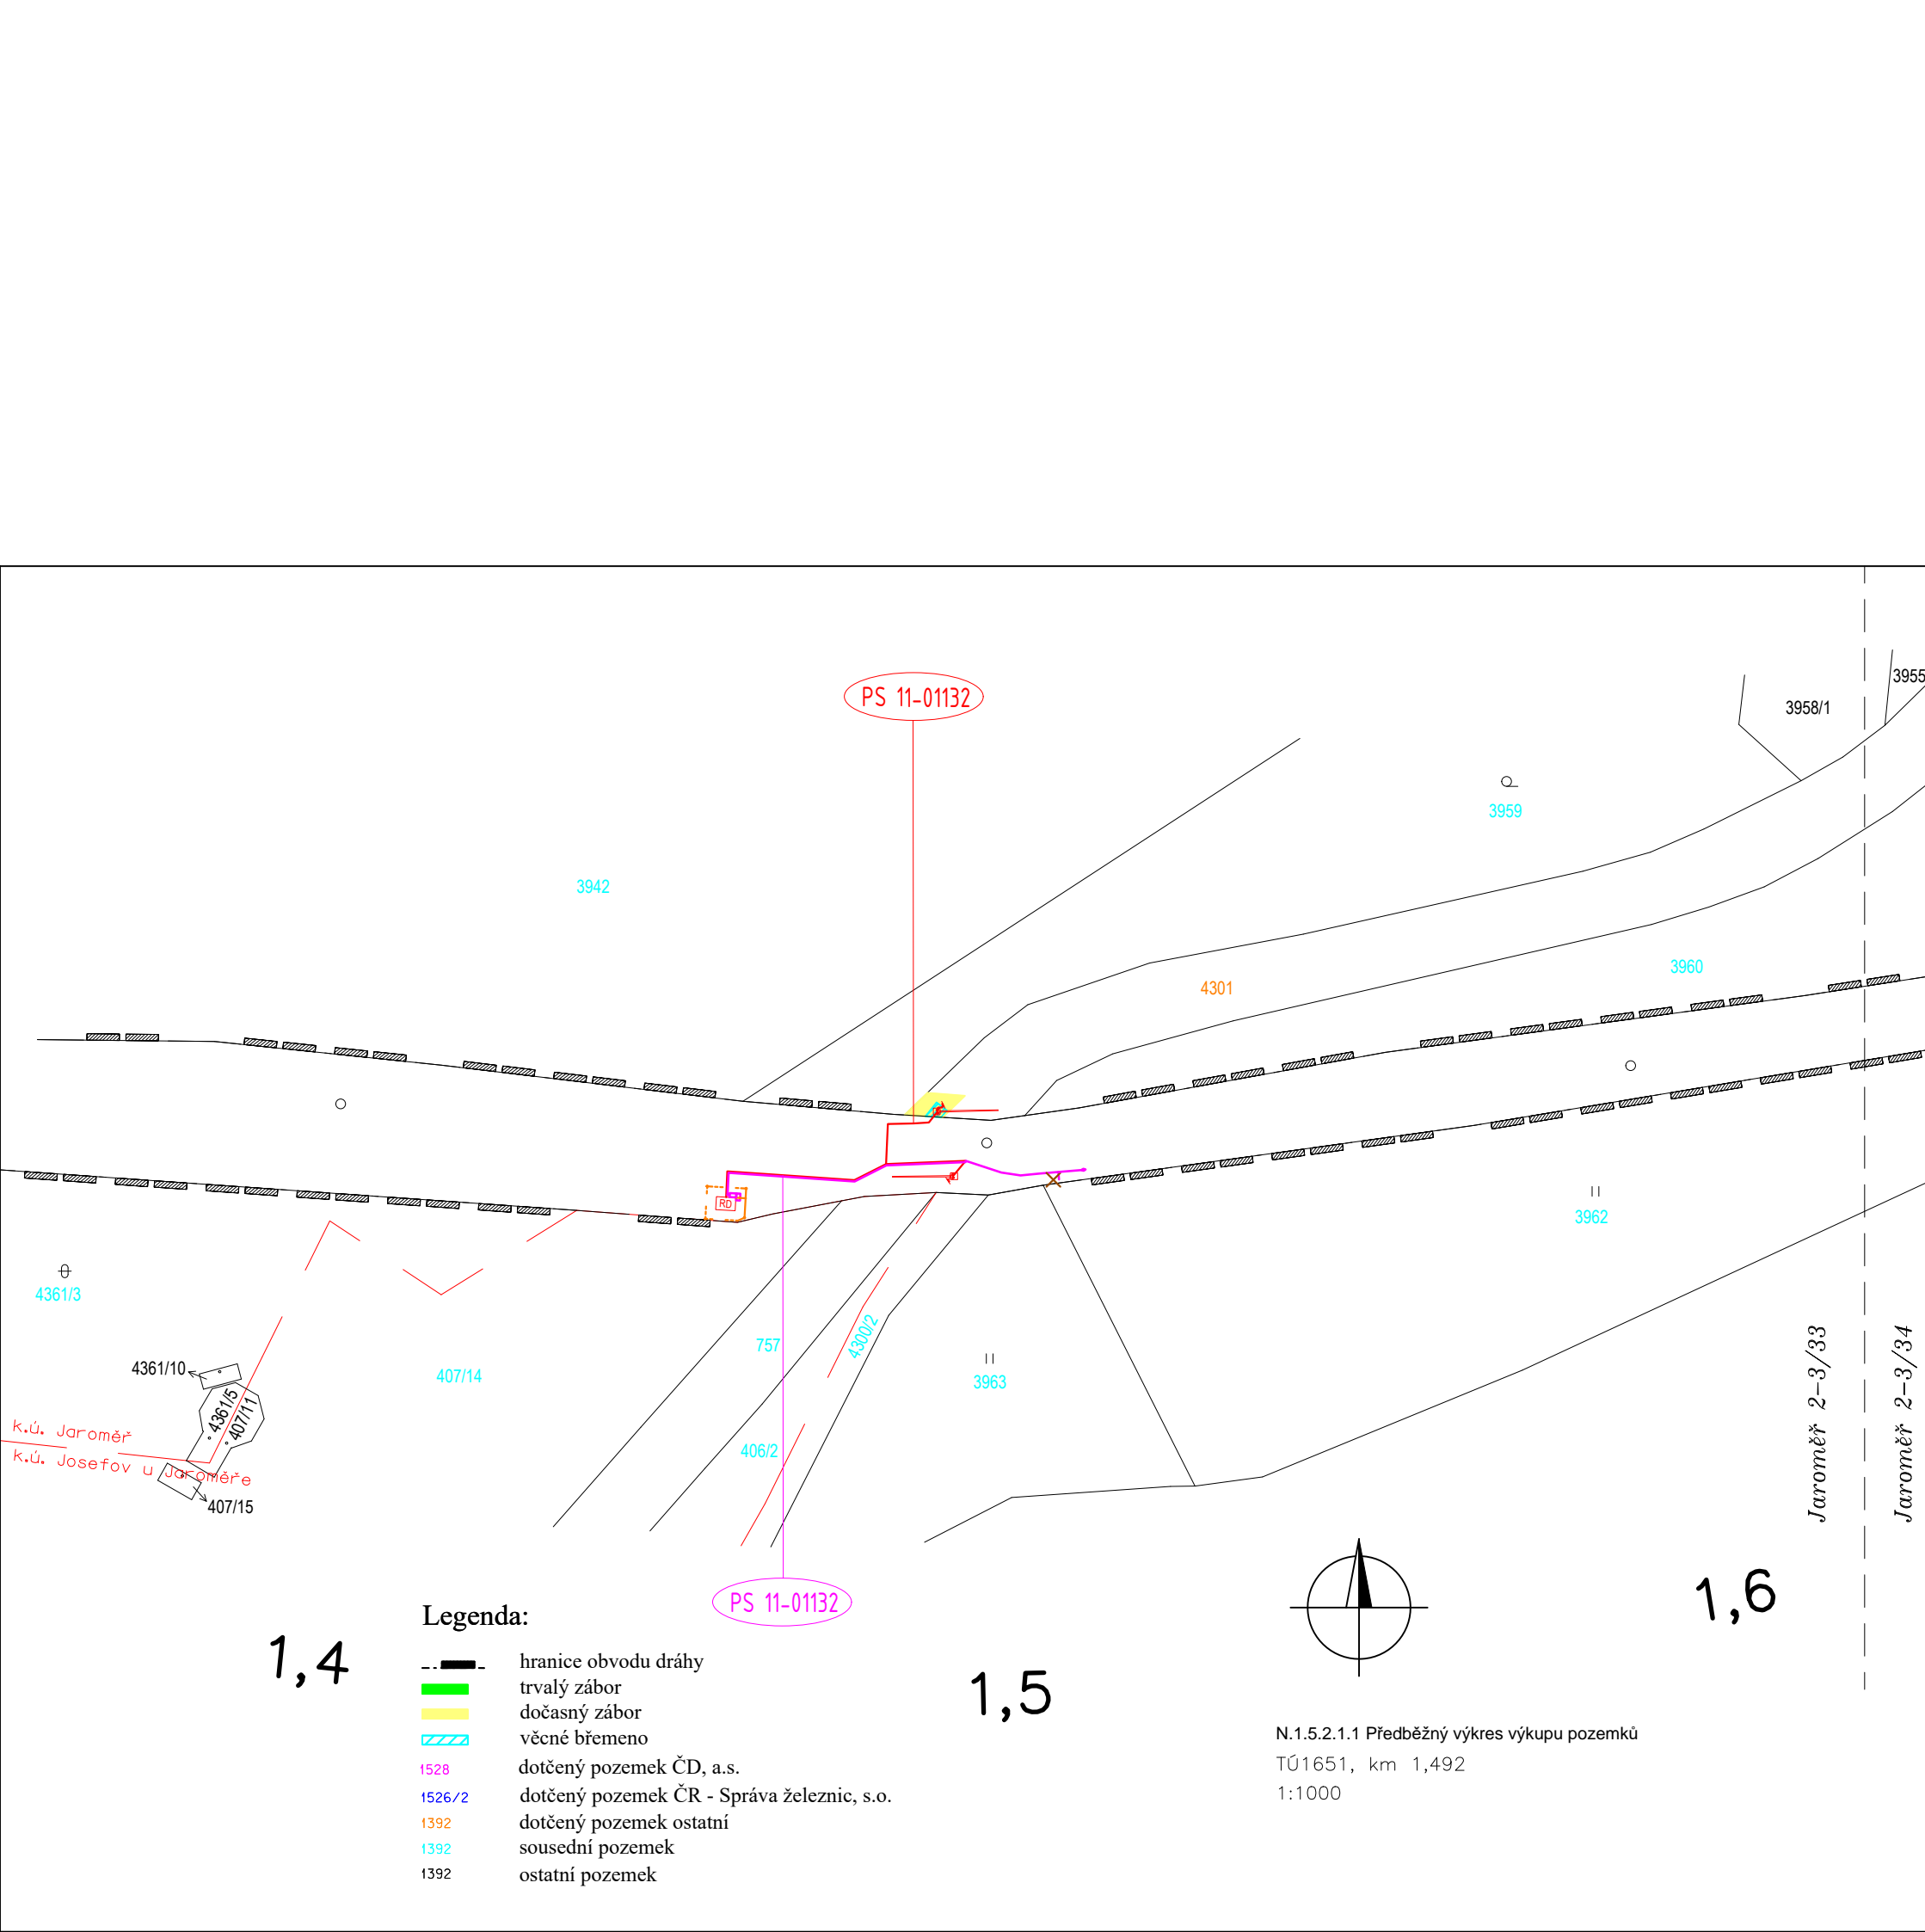 PS 11-01132
3955
3958/1
3959
3942
3960
4301
RD
3962
4361/3
757
4300/2
4361/10
407/14
3963
4361/5
407/11
k.ú. Jaroměř
k.ú. Josefov u Jaroměře
406/2
407/15
Jaroměř 2-3/33
Jaroměř 2-3/34
PS 11-01132
1,4
1,5
1,6
Legenda:
hranice obvodu dráhy
trvalý zábor
dočasný zábor
věcné břemeno
1528 dotčený pozemek ČD, a.s.
1526/2 dotčený pozemek ČR - Správa železnic, s.o.
1392 dotčený pozemek ostatní
1392 sousední pozemek
1392 ostatní pozemek
N.1.5.2.1.1 Předběžný výkres výkupu pozemků
TÚ1651, km 1,492
1:1000